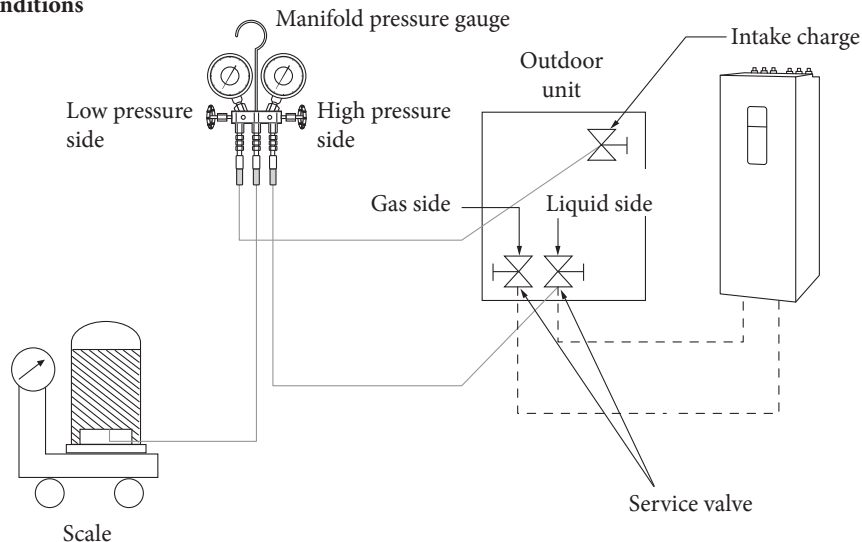 nditions
Manifold pressure gauge
Intake charge
Outdoor
unit
Low pressure
side
High pressure
side
Gas side
Liquid side
Service valve
Scale